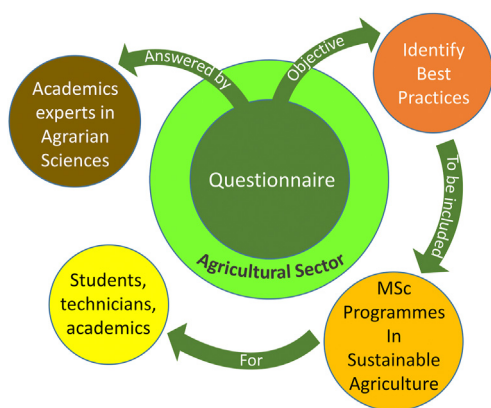 Answered by
Objective
Identify
Best
Practices
Academics
experts in
Agrarian
Sciences
Questionnaire
Agricultural Sector
To be included
Students,
technicians,
academics
For
MSc
Programmes
In
Sustainable
Agriculture